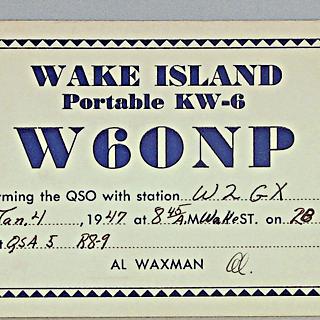 WAKE ISLAND
Portable KW-6
W6ONP
rming the QSO with station W2GX
Jan. 4, 1947 at 8:45 A.M. Wake ST. on 28
t QSA 5 R8-9
AL WAXMAN Al.